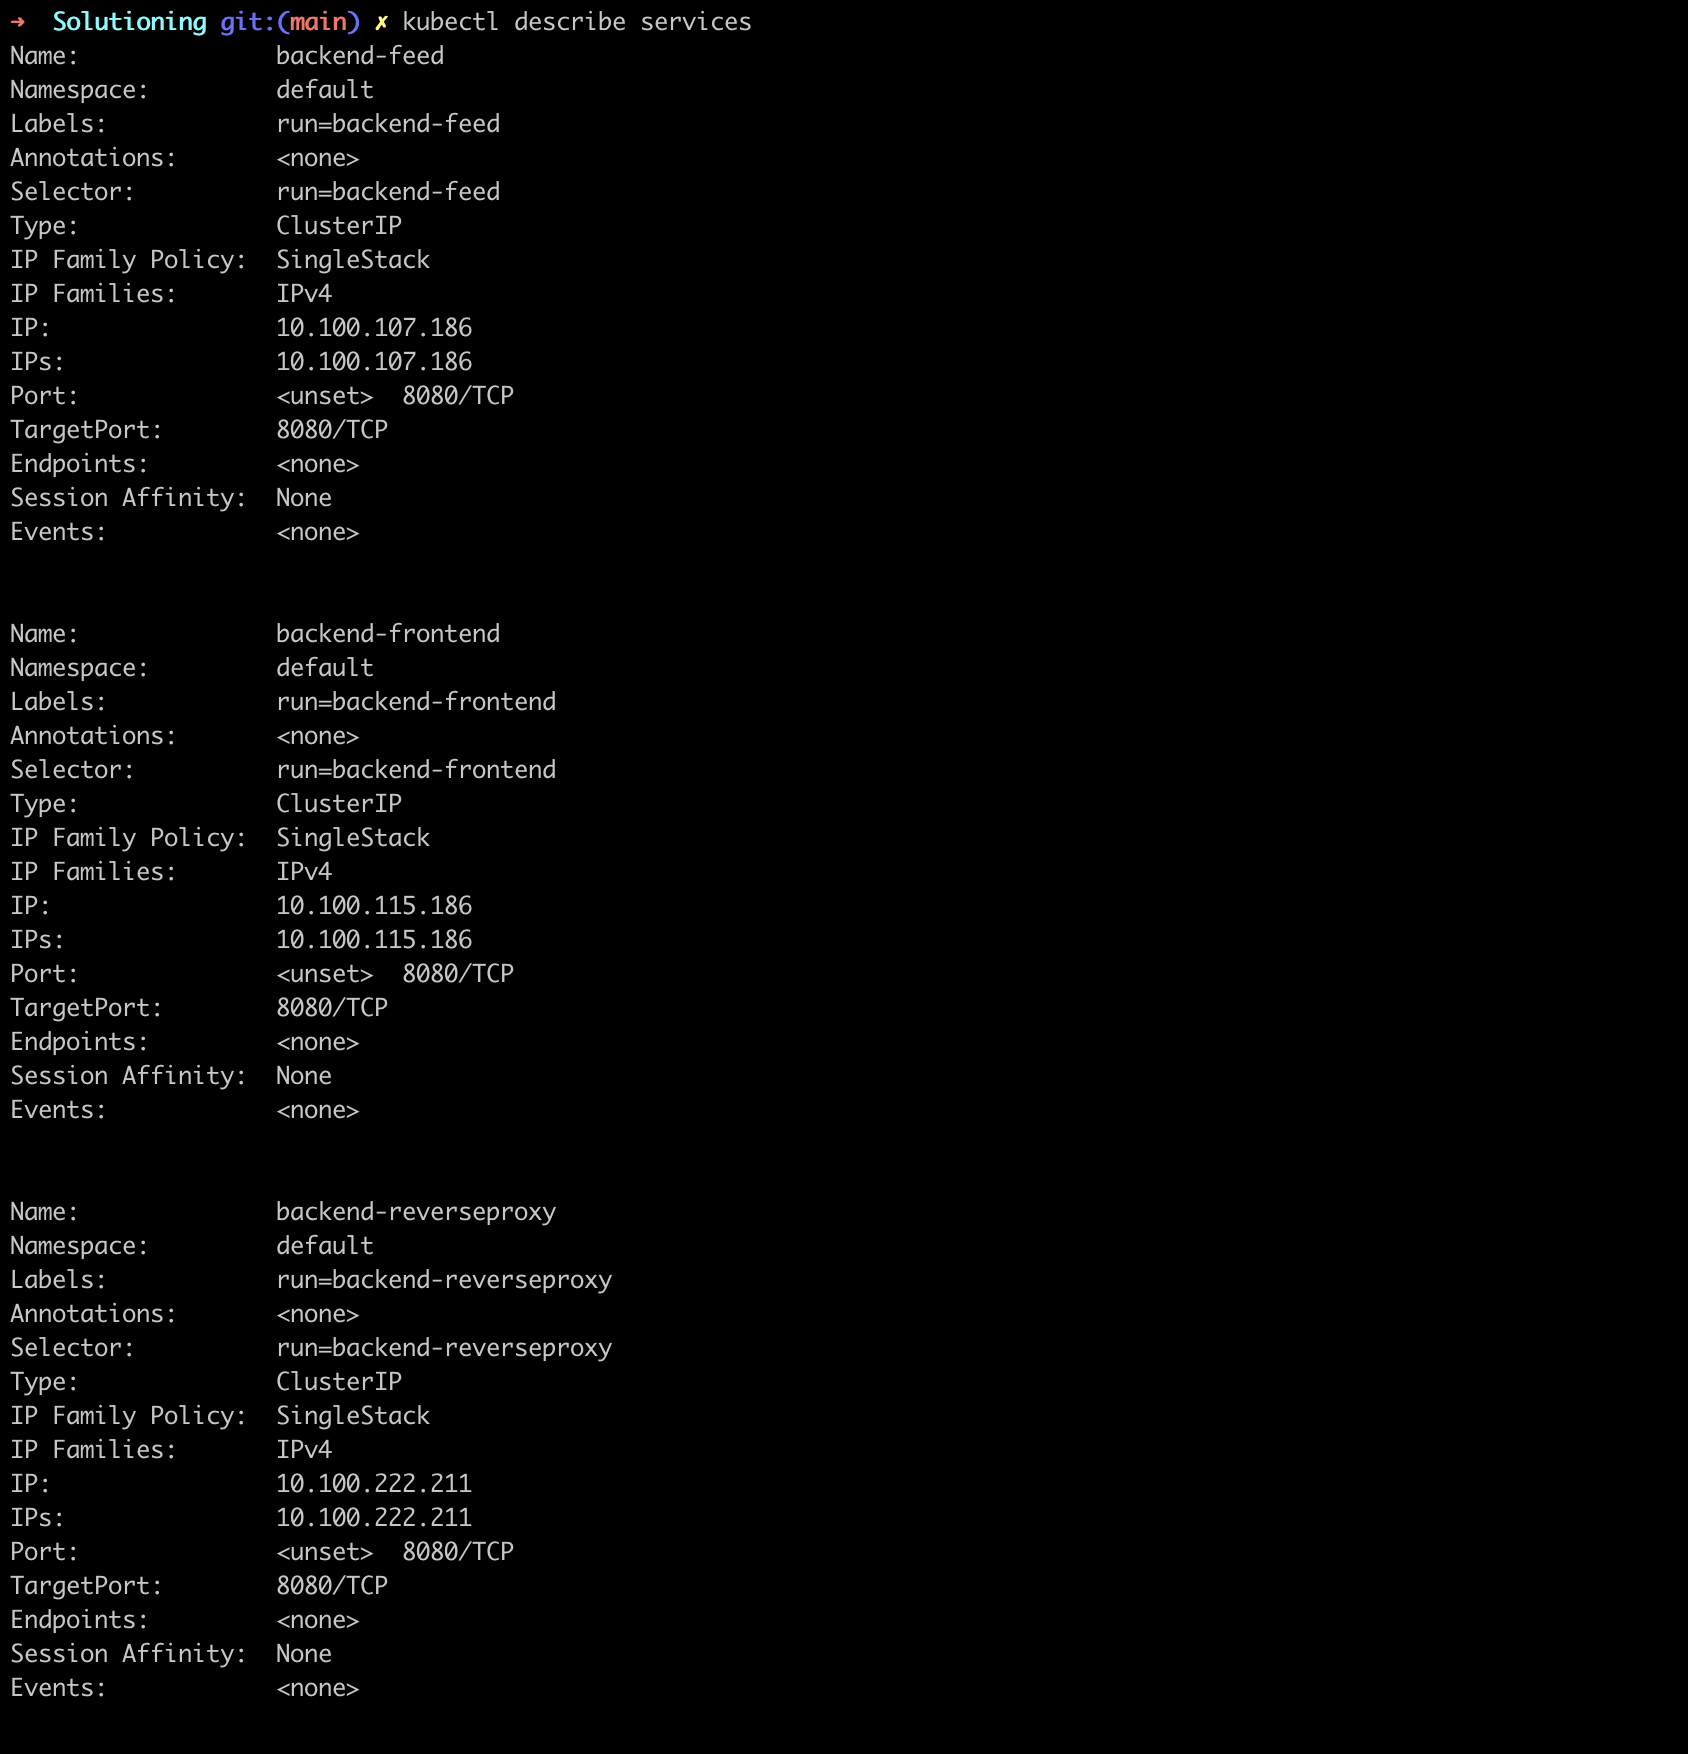 ➜  Solutioning git:(main) ✗ kubectl describe services
Name:              backend-feed
Namespace:         default
Labels:            run=backend-feed
Annotations:       <none>
Selector:          run=backend-feed
Type:              ClusterIP
IP Family Policy:  SingleStack
IP Families:       IPv4
IP:                10.100.107.186
IPs:               10.100.107.186
Port:              <unset>  8080/TCP
TargetPort:        8080/TCP
Endpoints:         <none>
Session Affinity:  None
Events:            <none>


Name:              backend-frontend
Namespace:         default
Labels:            run=backend-frontend
Annotations:       <none>
Selector:          run=backend-frontend
Type:              ClusterIP
IP Family Policy:  SingleStack
IP Families:       IPv4
IP:                10.100.115.186
IPs:               10.100.115.186
Port:              <unset>  8080/TCP
TargetPort:        8080/TCP
Endpoints:         <none>
Session Affinity:  None
Events:            <none>


Name:              backend-reverseproxy
Namespace:         default
Labels:            run=backend-reverseproxy
Annotations:       <none>
Selector:          run=backend-reverseproxy
Type:              ClusterIP
IP Family Policy:  SingleStack
IP Families:       IPv4
IP:                10.100.222.211
IPs:               10.100.222.211
Port:              <unset>  8080/TCP
TargetPort:        8080/TCP
Endpoints:         <none>
Session Affinity:  None
Events:            <none>